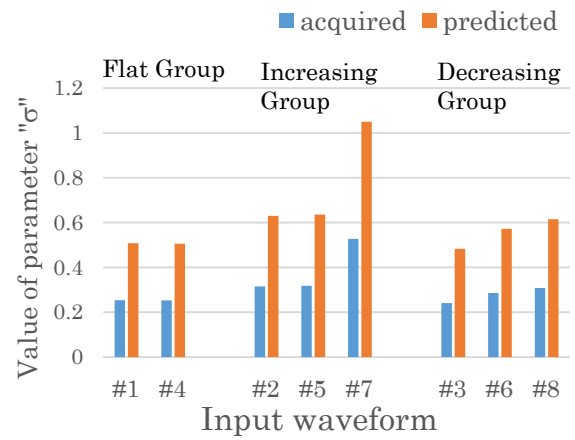 acquired predicted
Flat Group
Increasing
Group
Decreasing
Group
Value of parameter "σ"
1.2
1
0.8
0.6
0.4
0.2
0
#1 #4 #2 #5 #7 #3 #6 #8
Input waveform